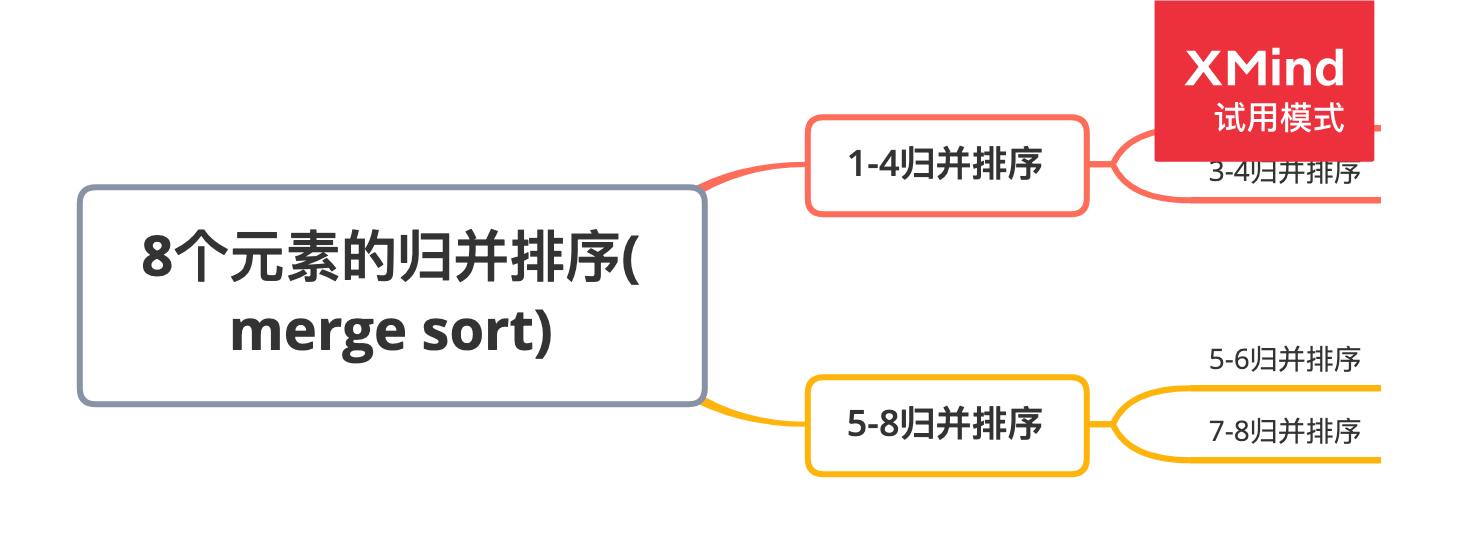 8个元素的归并排序(
merge sort)
1-4归并排序
XMind
试用模式
3-4归并排序
5-8归并排序
5-6归并排序
7-8归并排序